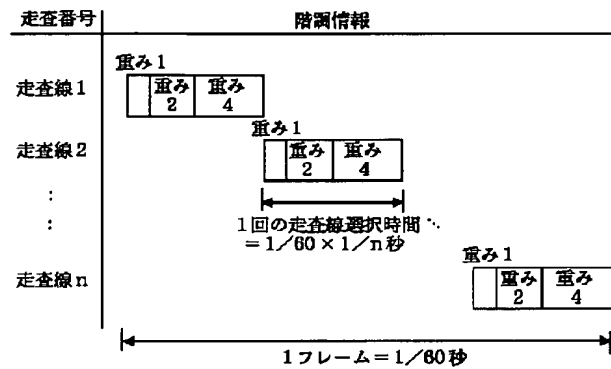 走査番号
階調情報
重み1
走査線1
重み
2
重み
4
重み1
走査線2
重み
2
重み
4
:
:
1回の走査線選択時間
=1/60×1/n秒
重み1
走査線n
重み
2
重み
4
1フレーム=1/60秒